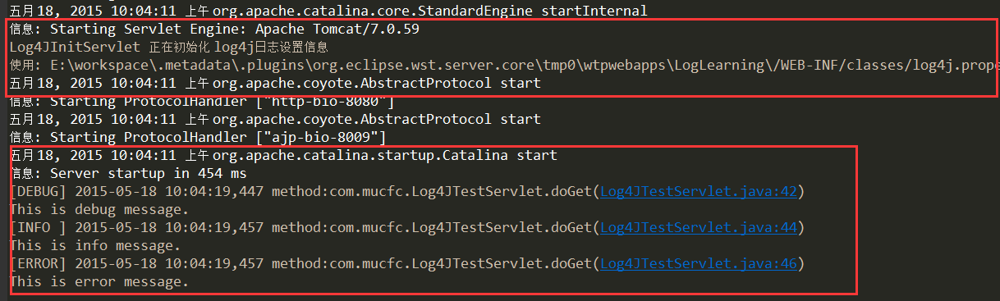 五月18, 2015 10:04:11 上午 org.apache.catalina.core.StandardEngine startInternal
信息: Starting Servlet Engine: Apache Tomcat/7.0.59
Log4JInitServlet 正在初始化 log4j日志设置信息
使用: E:\workspace\.metadata\.plugins\org.eclipse.wst.server.core\tmp0\wtpwebapps\LogLearning\/WEB-INF/classes/log4j.prope
五月18, 2015 10:04:11 上午 org.apache.coyote.AbstractProtocol start
信息: Starting ProtocolHandler ["http-bio-8080"]
五月18, 2015 10:04:11 上午 org.apache.coyote.AbstractProtocol start
信息: Starting ProtocolHandler ["ajp-bio-8009"]
五月18, 2015 10:04:11 上午 org.apache.catalina.startup.Catalina start
信息: Server startup in 454 ms
[DEBUG] 2015-05-18 10:04:19,447 method:com.mucfc.Log4JTestServlet.doGet(Log4JTestServlet.java:42)
This is debug message.
[INFO ] 2015-05-18 10:04:19,457 method:com.mucfc.Log4JTestServlet.doGet(Log4JTestServlet.java:44)
This is info message.
[ERROR] 2015-05-18 10:04:19,457 method:com.mucfc.Log4JTestServlet.doGet(Log4JTestServlet.java:46)
This is error message.